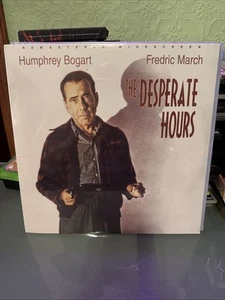 REMASTERED WIDESCREEN
Humphrey Bogart Fredric March
THE DESPERATE
HOURS